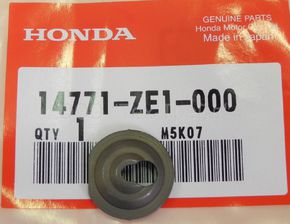 HONDA
GENUINE PARTS
Honda Motor Co., Ltd.
Made in Japan
14771-ZE1-000
QTY 1 M5K07